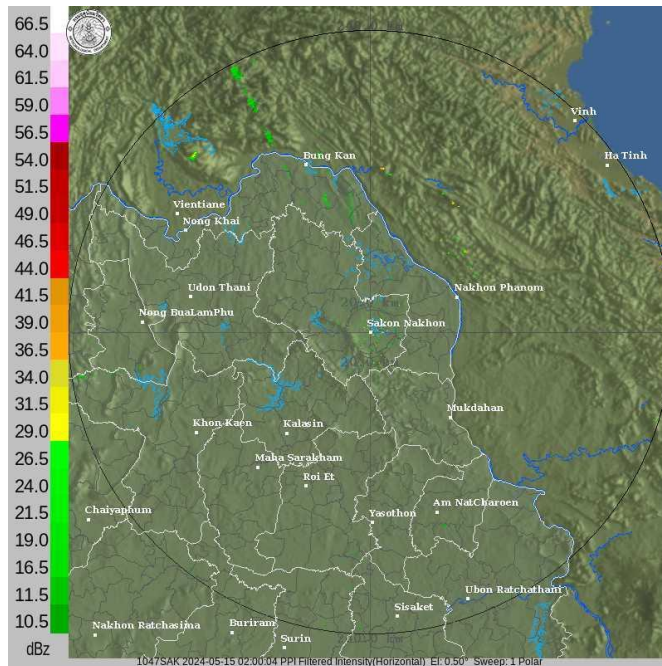 66.5
64.0
61.5
59.0
56.5
54.0
51.5
49.0
46.5
44.0
41.5
39.0
36.5
34.0
31.5
29.0
26.5
24.0
21.5
19.0
16.5
11.5
10.5
dBz
Vinh
Ha Tinh
Bung Kan
Vientiane
Nong Khai
Udon Thani
Nakhon Phanom
Nong BuaLamPhu
Sakon Nakhon
Mukdahan
Khon Kaen
Kalasin
Maha Sarakham
Roi Et
Chaiyaphum
Yasothon
Am NatCharoen
Ubon Ratchathani
Sisaket
Nakhon Ratchasima
Buriram
Surin
1047SAK 2024-05-15 02:00:04 PPI Filtered Intensity(Horizontal) El: 0.50° Sweep: 1 Polar